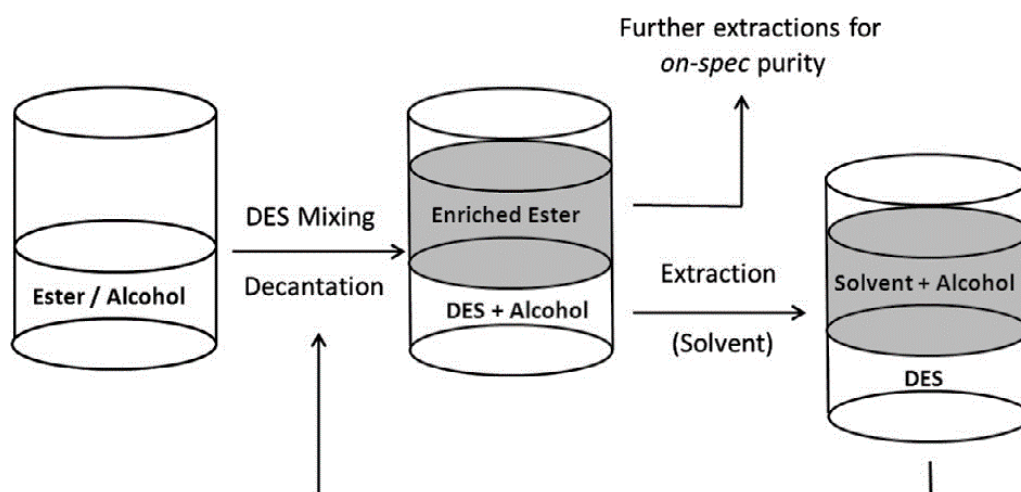 Further extractions for
on-spec purity
DES Mixing
Decantation
Ester / Alcohol
Enriched Ester
DES + Alcohol
Extraction
(Solvent)
Solvent + Alcohol
DES